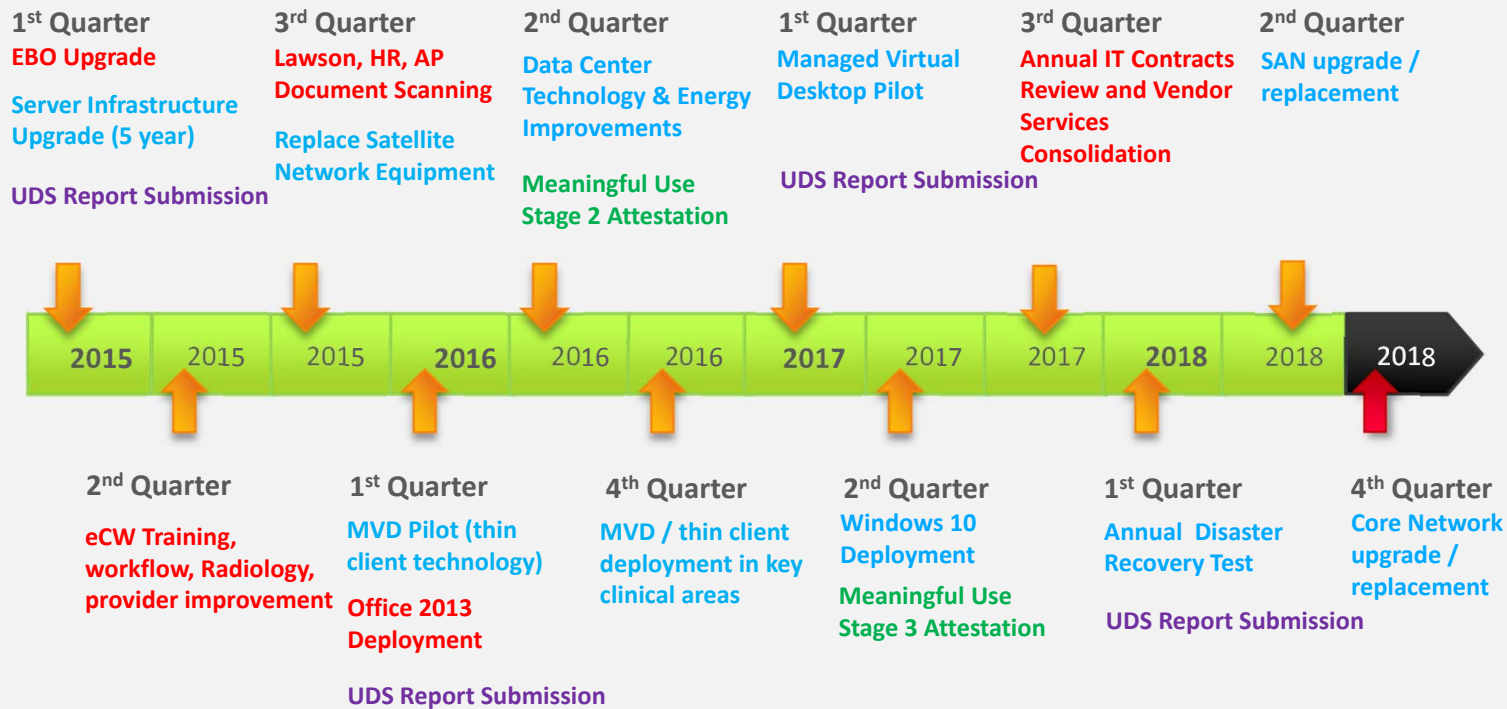 1st Quarter
EBO Upgrade
Server Infrastructure
Upgrade (5 year)
UDS Report Submission
3rd Quarter
Lawson, HR, AP
Document Scanning
Replace Satellite
Network Equipment
2nd Quarter
Data Center
Technology & Energy
Improvements
Meaningful Use
Stage 2 Attestation
1st Quarter
Managed Virtual
Desktop Pilot
UDS Report Submission
3rd Quarter
Annual IT Contracts
Review and Vendor
Services
Consolidation
2nd Quarter
SAN upgrade /
replacement
2015 2015 2015 2016 2016 2016 2017 2017 2017 2018 2018 2018
2nd Quarter
eCW Training,
workflow, Radiology,
provider improvement
1st Quarter
MVD Pilot (thin
client technology)
Office 2013
Deployment
UDS Report Submission
4th Quarter
MVD / thin client
deployment in key
clinical areas
2nd Quarter
Windows 10
Deployment
Meaningful Use
Stage 3 Attestation
1st Quarter
Annual Disaster
Recovery Test
UDS Report Submission
4th Quarter
Core Network
upgrade /
replacement